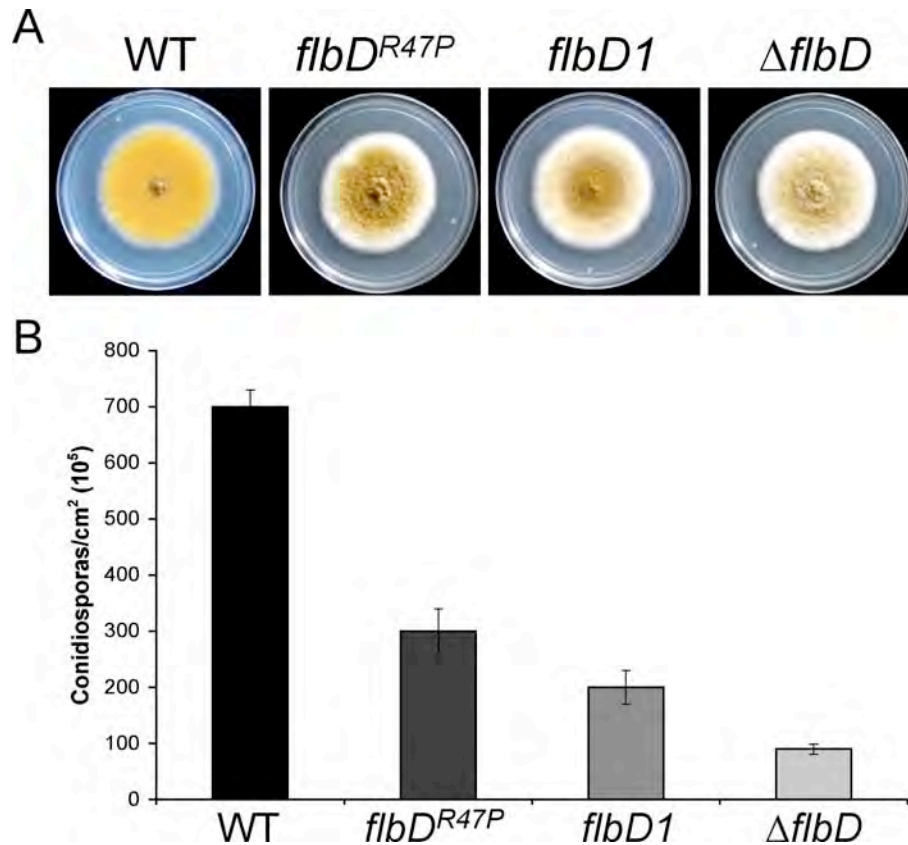 A
WT flbD^R47P flbD1 ΔflbD
B
800
700
600
500
400
300
200
100
0
Conidiosporas/cm² (10⁵)
WT flbD^R47P flbD1 ΔflbD